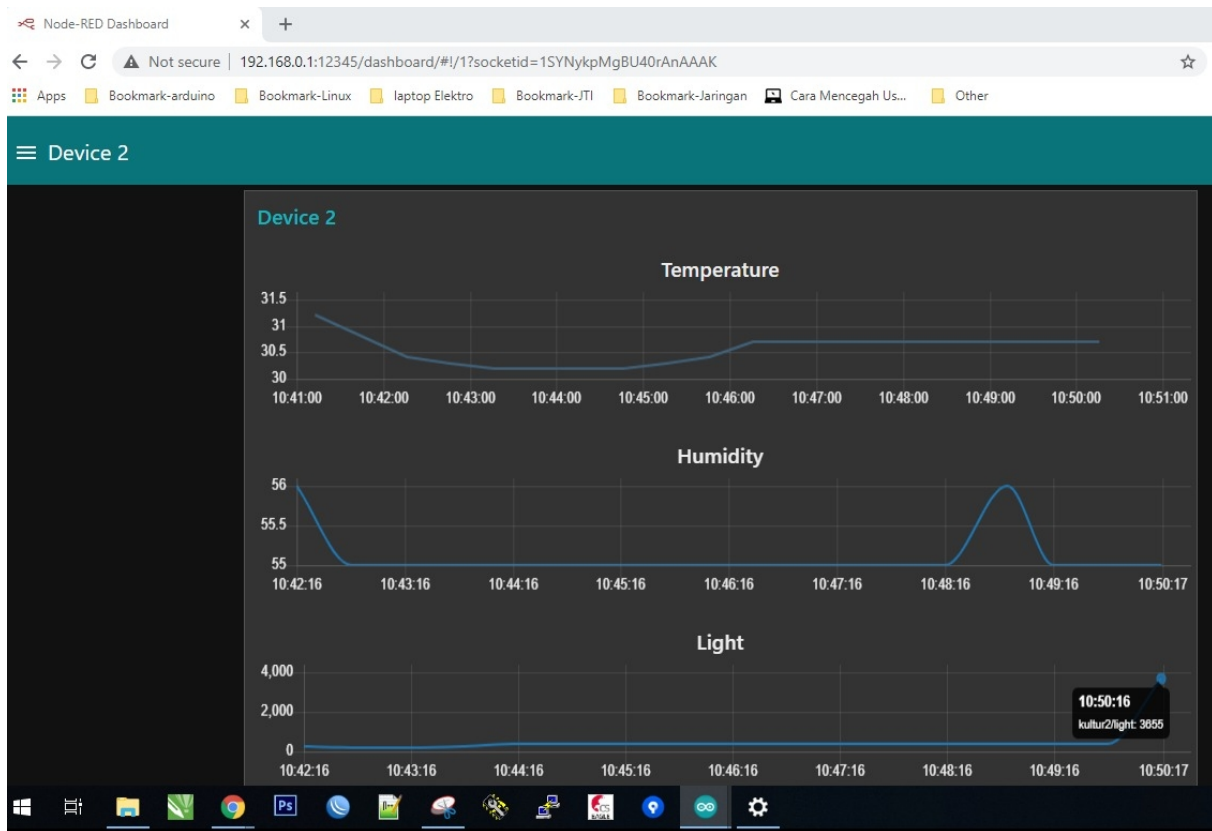 Node-RED Dashboard
Not secure | 192.168.0.1:12345/dashboard/#!/1?socketid=1SYNykpMgBU40rAnAAAK
Apps Bookmark-arduino Bookmark-Linux laptop Elektro Bookmark-JTI Bookmark-Jaringan Cara Mencegah Us... Other
Device 2
Device 2
Temperature
31.5
31
30.5
30
10:41:00 10:42:00 10:43:00 10:44:00 10:45:00 10:46:00 10:47:00 10:48:00 10:49:00 10:50:00 10:51:00
Humidity
56
55.5
55
10:42:16 10:43:16 10:44:16 10:45:16 10:46:16 10:47:16 10:48:16 10:49:16 10:50:17
Light
4,000
2,000
0
10:50:16
kultur2/light: 3655
10:42:16 10:43:16 10:44:16 10:45:16 10:46:16 10:47:16 10:48:16 10:49:16 10:50:17
Ps
CS
EAGLE